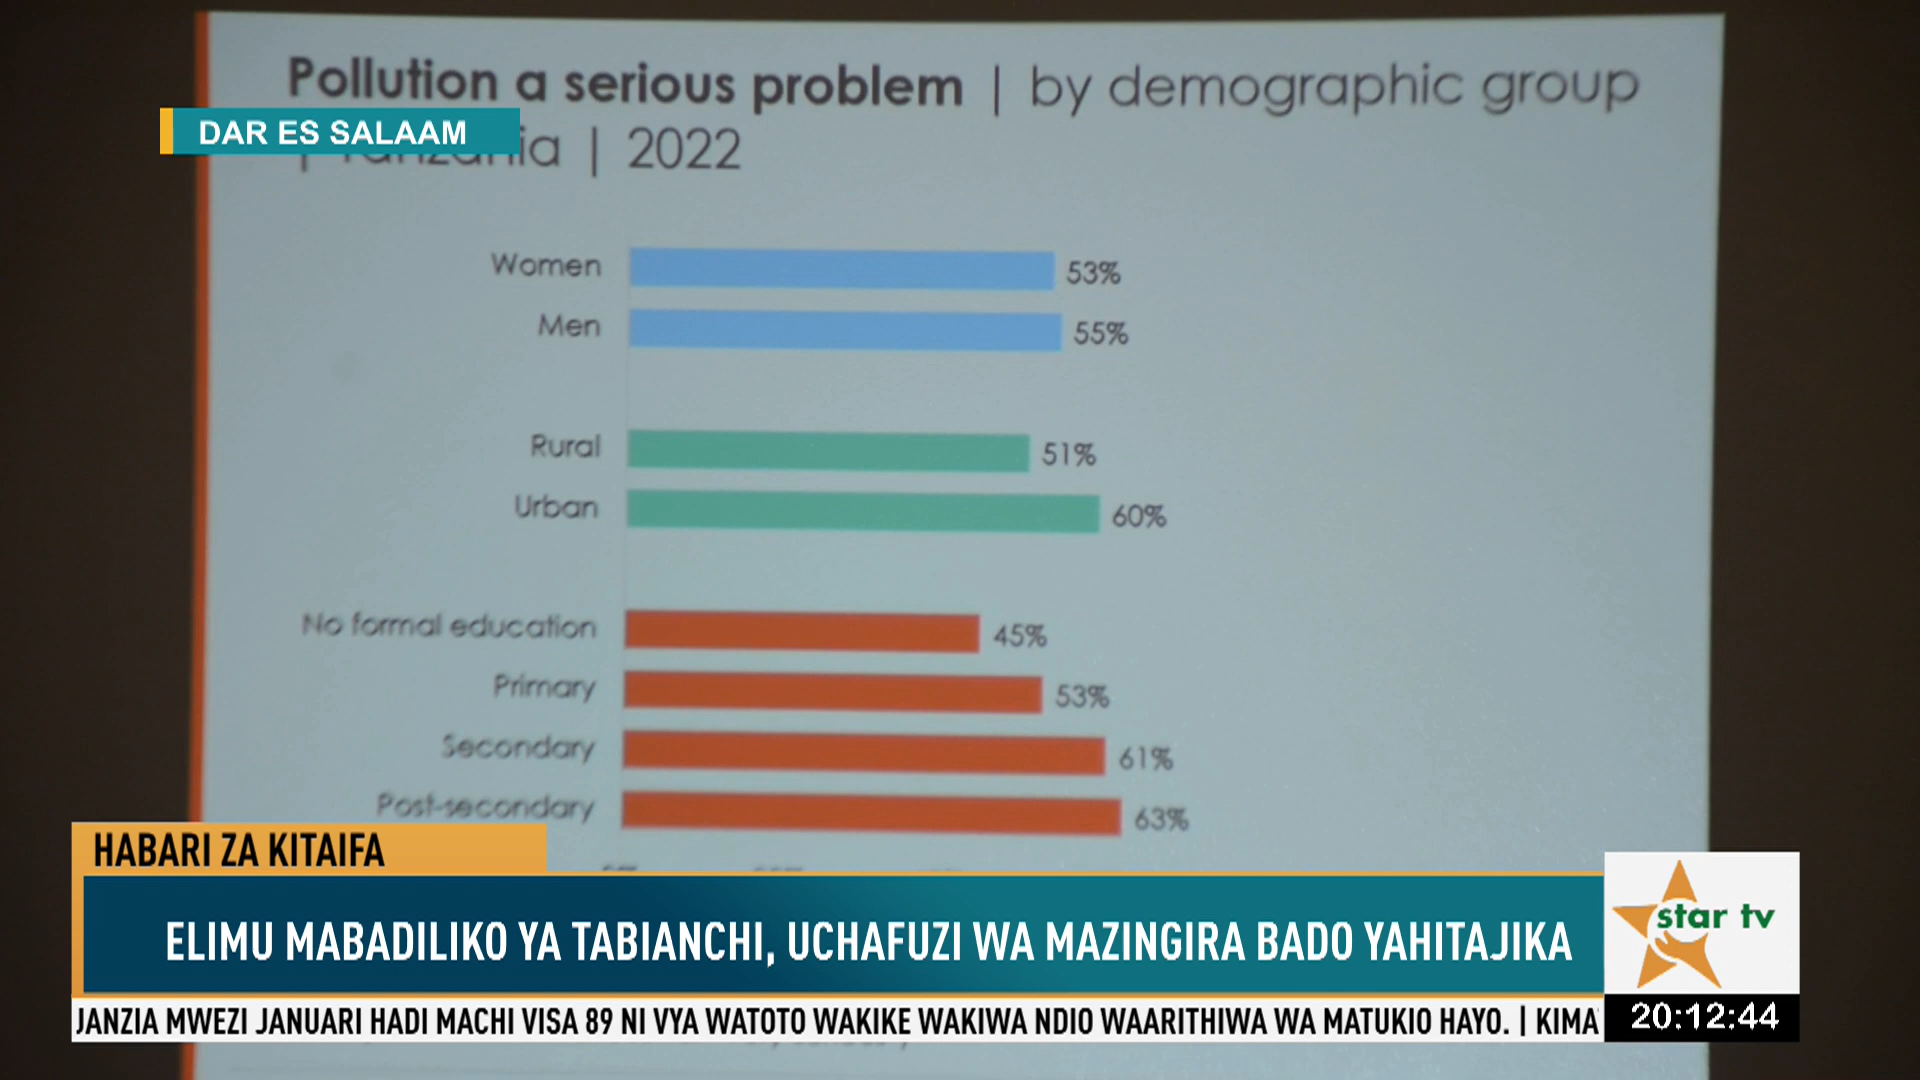 Pollution a serious problem | by demographic group
DAR ES SALAAM
| Tanzania | 2022
Women 53%
Men 55%
Rural 51%
Urban 60%
No formal education 45%
Primary 53%
Secondary 61%
Post-secondary 63%
HABARI ZA KITAIFA
ELIMU MABADILIKO YA TABIANCHI, UCHAFUZI WA MAZINGIRA BADO YAHITAJIKA
star tv
JANZIA MWEZI JANUARI HADI MACHI VISA 89 NI VYA WATOTO WAKIKE WAKIWA NDIO WAARITHIWA WA MATUKIO HAYO. | KIMA
20:12:44